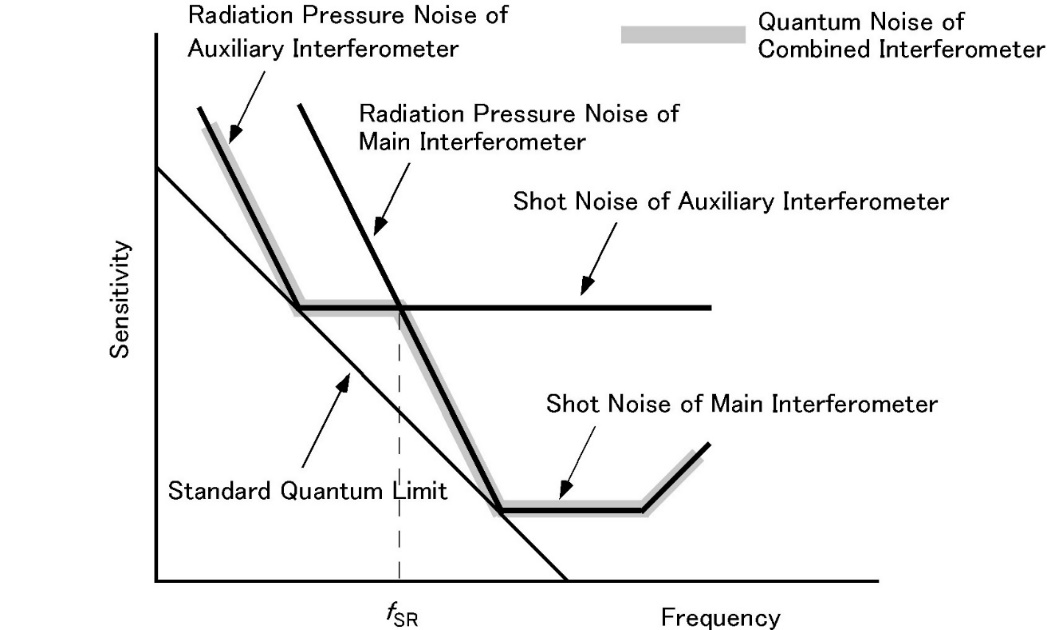 Radiation Pressure Noise of
Auxiliary Interferometer
Quantum Noise of
Combined Interferometer
Radiation Pressure Noise of
Main Interferometer
Shot Noise of Auxiliary Interferometer
Sensitivity
Shot Noise of Main Interferometer
Standard Quantum Limit
fSR
Frequency